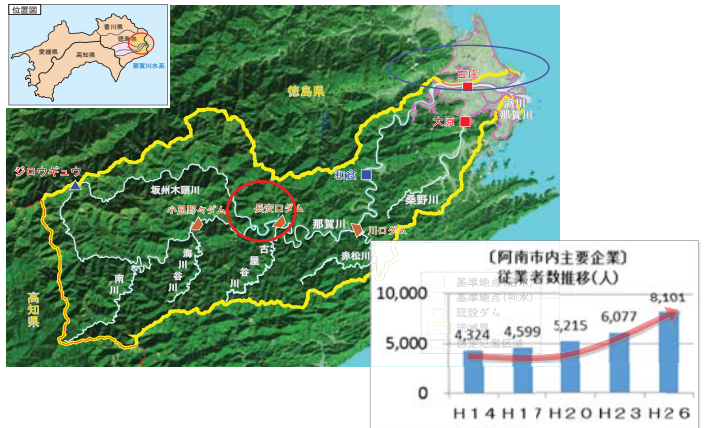 位置図
香川県
徳島県
愛媛県
高知県
那賀川水系
徳島県
古庄
派川
那賀川
大原
ジロウギュウ
和食
坂州木頭川
桑野川
小見野々ダム
長安口ダム
那賀川
川口ダム
赤松川
南川
海川谷川
古屋谷川
高知県
〔阿南市内主要企業〕
従業者数推移(人)
基準地点
基準地点
既設ダム
10,000
5,000
0
4,324
4,599
5,215
6,077
8,101
H14
H17
H20
H23
H26